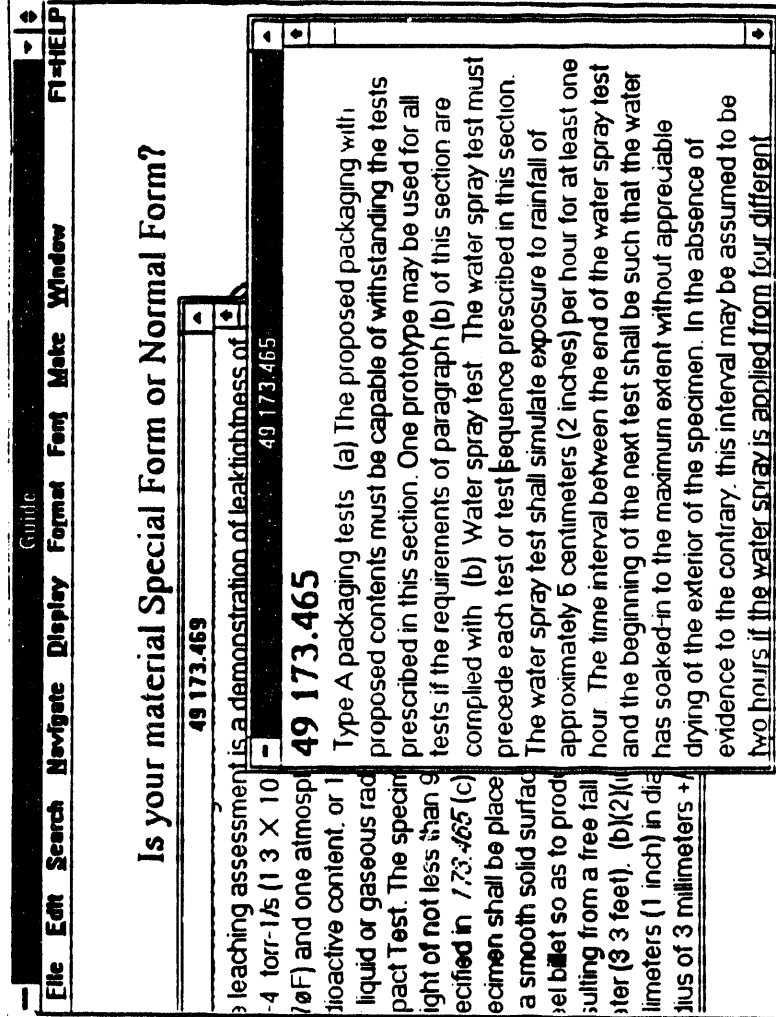 Guide
File Edit Search Navigate Display Format Font Make Window F1=HELP
Is your material Special Form or Normal Form?
49 173.469
leaching assessment is a demonstration of leaktightness of
-4 torr-l/s (1 3 X 10
F) and one atmosp
dioactive content, or 1
liquid or gaseous rad
pact Test. The specim
ight of not less than 9
ecified in 173.465 (c)
ecimen shall be place
a smooth solid surfac
el billet so as to prod
sulting from a free fall
ter (3 3 feet). (b)(2)(i
limeters (1 inch) in dia
dius of 3 millimeters +/
49 173.465
49 173.465
Type A packaging tests (a) The proposed packaging with
proposed contents must be capable of withstanding the tests
prescribed in this section. One prototype may be used for all
tests if the requirements of paragraph (b) of this section are
complied with (b) Water spray test The water spray test must
precede each test or test sequence prescribed in this section.
The water spray test shall simulate exposure to rainfall of
approximately 5 centimeters (2 inches) per hour for at least one
hour The time interval between the end of the water spray test
and the beginning of the next test shall be such that the water
has soaked-in to the maximum extent without appreciable
drying of the exterior of the specimen. In the absence of
evidence to the contrary, this interval may be assumed to be
two hours if the water spray is applied from four different